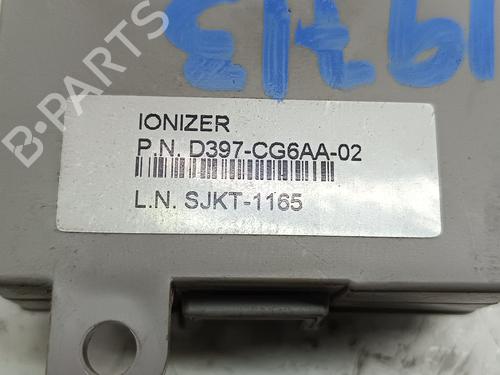 IONIZER
P.N. D397-CG6AA-02
L.N. SJKT-1165
B-PARTS